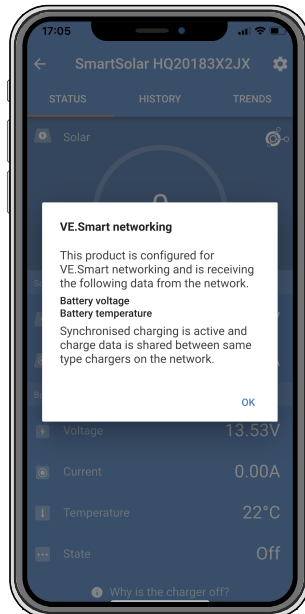 17:05
SmartSolar HQ20183X2JX
STATUS HISTORY TRENDS
Solar
VE.Smart networking
This product is configured for
VE.Smart networking and is receiving
the following data from the network.
Battery voltage
Battery temperature
Synchronised charging is active and
charge data is shared between same
type chargers on the network.
OK
Voltage 13.53V
Current 0.00A
Temperature 22°C
State Off
Why is the charger off?